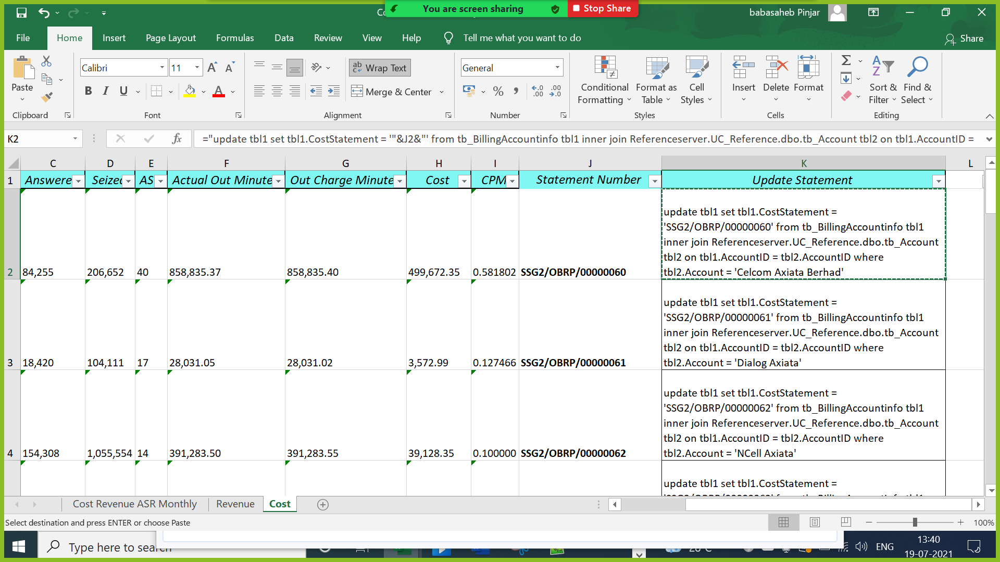 You are screen sharing
Stop Share
babasaheb Pinjar
File
Home
Insert
Page Layout
Formulas
Data
Review
View
Help
Tell me what you want to do
Share
Paste
Clipboard
Calibri
11
B I U
Font
Wrap Text
Merge & Center
Alignment
General
Number
Conditional Formatting
Format as Table
Cell Styles
Styles
Insert
Delete
Format
Cells
Sort & Filter
Find & Select
Editing
K2
fx
="update tbl1 set tbl1.CostStatement = '"&J2&"' from tb_BillingAccountinfo tbl1 inner join Referenceserver.UC_Reference.dbo.tb_Account tbl2 on tbl1.AccountID =
C D E F G H I J K L
1 Answere Seized AS Actual Out Minute Out Charge Minute Cost CPM Statement Number Update Statement
update tbl1 set tbl1.CostStatement =
'SSG2/OBRP/00000060' from tb_BillingAccountinfo tbl1
inner join Referenceserver.UC_Reference.dbo.tb_Account
tbl2 on tbl1.AccountID = tbl2.AccountID where
2 84,255 206,652 40 858,835.37 858,835.40 499,672.35 0.581802 SSG2/OBRP/00000060 tbl2.Account = 'Celcom Axiata Berhad'
update tbl1 set tbl1.CostStatement =
'SSG2/OBRP/00000061' from tb_BillingAccountinfo tbl1
inner join Referenceserver.UC_Reference.dbo.tb_Account
tbl2 on tbl1.AccountID = tbl2.AccountID where
3 18,420 104,111 17 28,031.05 28,031.02 3,572.99 0.127466 SSG2/OBRP/00000061 tbl2.Account = 'Dialog Axiata'
update tbl1 set tbl1.CostStatement =
'SSG2/OBRP/00000062' from tb_BillingAccountinfo tbl1
inner join Referenceserver.UC_Reference.dbo.tb_Account
tbl2 on tbl1.AccountID = tbl2.AccountID where
4 154,308 1,055,554 14 391,283.50 391,283.55 39,128.35 0.100000 SSG2/OBRP/00000062 tbl2.Account = 'NCell Axiata'
update tbl1 set tbl1.CostStatement =
Cost Revenue ASR Monthly
Revenue
Cost
Select destination and press ENTER or choose Paste
100%
Type here to search
ENG
13:40
19-07-2021